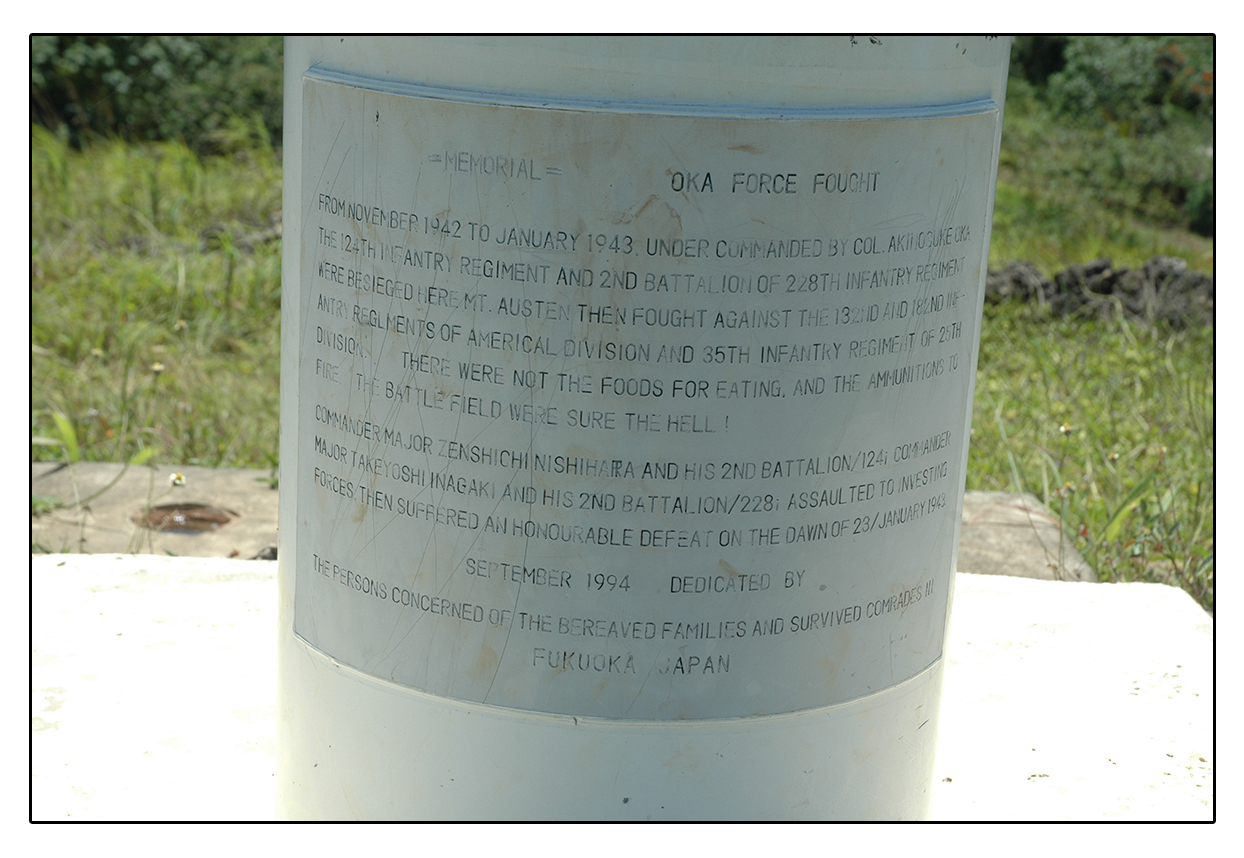 =MEMORIAL= OKA FORCE FOUGHT
FROM NOVEMBER 1942 TO JANUARY 1943, UNDER COMMANDED BY COL. AKINOSUKE OKA
THE 124TH INFANTRY REGIMENT AND 2ND BATTALION OF 228TH INFANTRY REGIMENT
WERE BESIEGED HERE MT. AUSTEN THEN FOUGHT AGAINST THE 132ND AND 182ND INF-
ANTRY REGIMENTS OF AMERICAL DIVISION AND 35TH INFANTRY REGIMENT OF 25TH
DIVISION. THERE WERE NOT THE FOODS FOR EATING, AND THE AMMUNITIONS TO
FIRE. THE BATTLE FIELD WERE SURE THE HELL !
COMMANDER MAJOR ZENSHICHI NISHIHARA AND HIS 2ND BATTALION/124; COMMANDER
MAJOR TAKEYOSHI INAGAKI AND HIS 2ND BATTALION/228; ASSAULTED TO INVESTING
FORCES THEN SUFFERED AN HONOURABLE DEFEAT ON THE DAWN OF 23/JANUARY 1943
SEPTEMBER 1994 DEDICATED BY
THE PERSONS CONCERNED OF THE BEREAVED FAMILIES AND SURVIVED COMRADES IN
FUKUOKA JAPAN